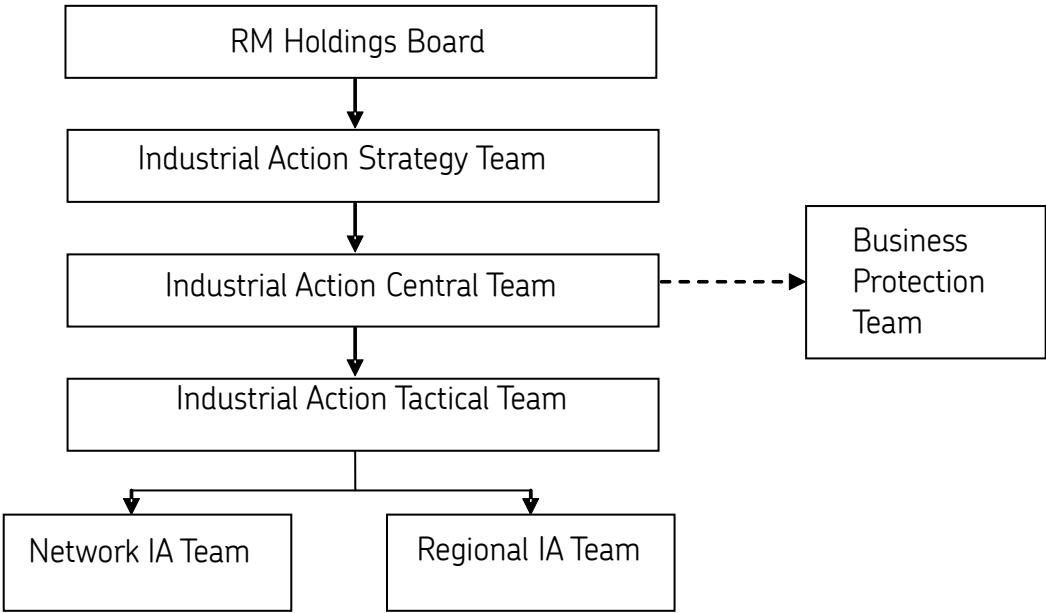 RM Holdings Board
Industrial Action Strategy Team
Industrial Action Central Team
Business
Protection
Team
Industrial Action Tactical Team
Network IA Team
Regional IA Team